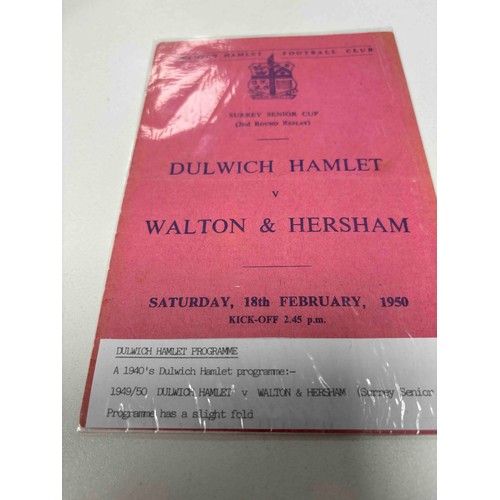 HAMLET FOOTBALL CLUB
SURREY SENIOR CUP
(2nd ROUND REPLAY)
DULWICH HAMLET
v
WALTON & HERSHAM
SATURDAY, 18th FEBRUARY, 1950
KICK-OFF 2.45 p.m.
DULWICH HAMLET PROGRAMME
A 1940's Dulwich Hamlet programme:-
1949/50 DULWICH HAMLET v WALTON & HERSHAM (Surrey Senior
Programme has a slight fold